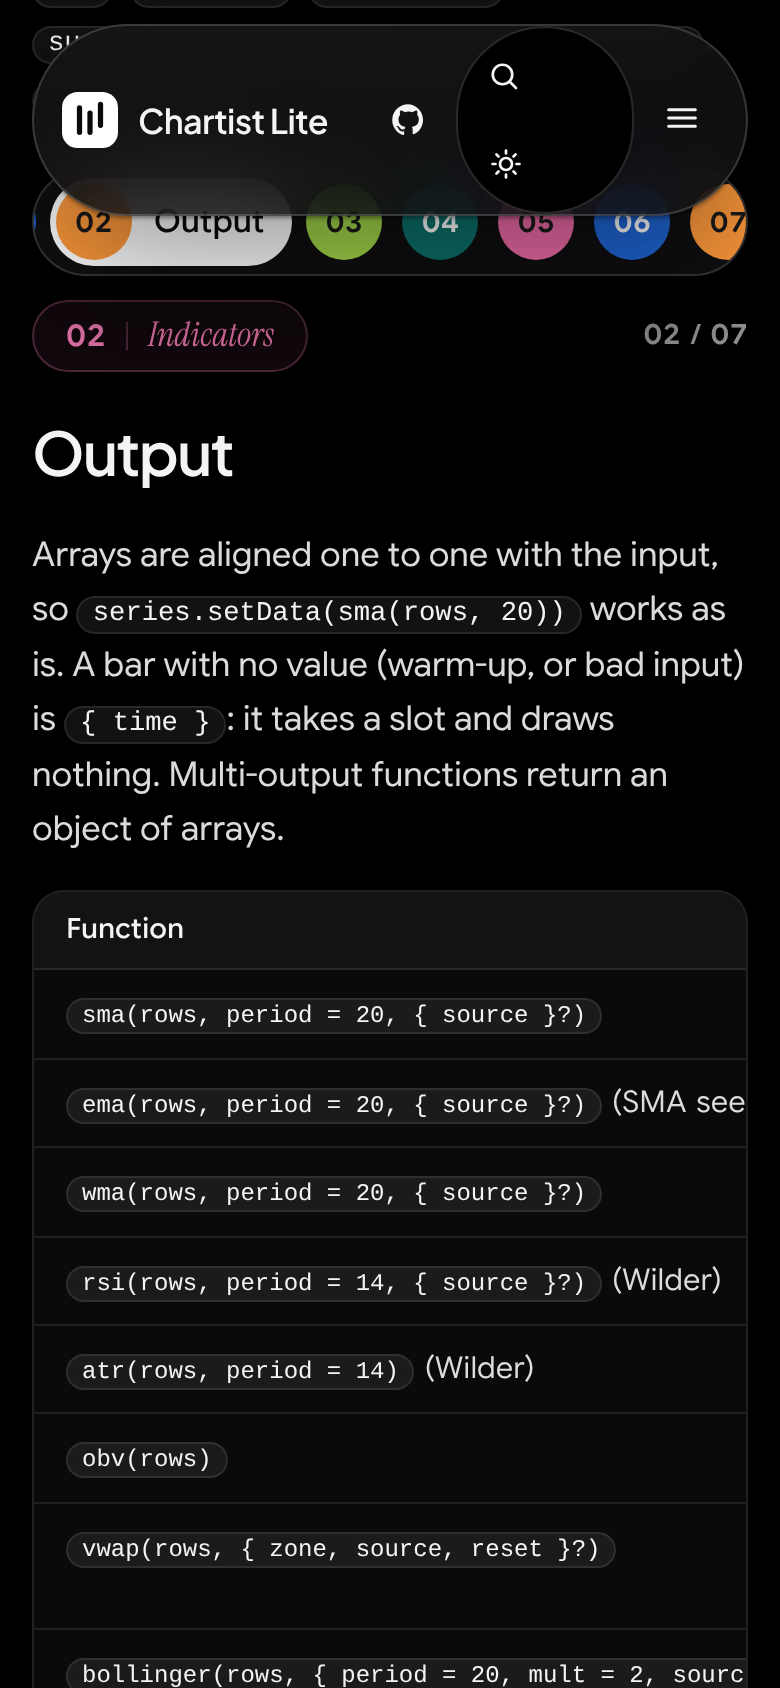 Chartist Lite
02 Output 03 04 05 06 07
02 Indicators
02 / 07
Output
Arrays are aligned one to one with the input,
so series.setData(sma(rows, 20)) works as
is. A bar with no value (warm-up, or bad input)
is { time }: it takes a slot and draws
nothing. Multi-output functions return an
object of arrays.
Function
sma(rows, period = 20, { source }?)
ema(rows, period = 20, { source }?) (SMA see
wma(rows, period = 20, { source }?)
rsi(rows, period = 14, { source }?) (Wilder)
atr(rows, period = 14) (Wilder)
obv(rows)
vwap(rows, { zone, source, reset }?)
bollinger(rows, { period = 20, mult = 2, sourc